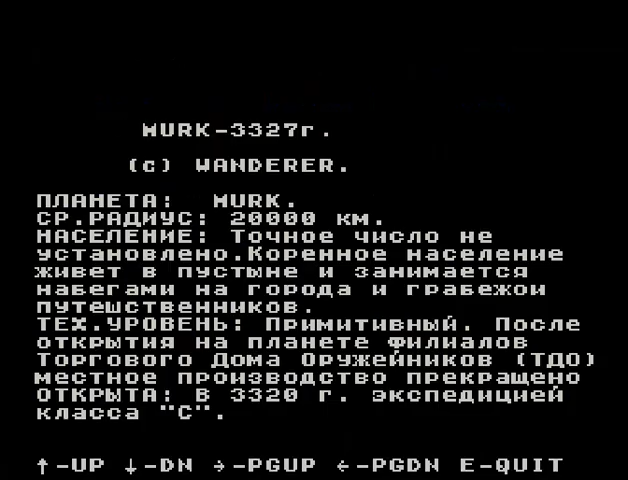 MURK-3327г.
(c) WANDERER.
ПЛАНЕТА: MURK.
СР.РАДИУС: 20000 км.
НАСЕЛЕНИЕ: Точное число не
установлено.Коренное население
живет в пустыне и занимается
набегами на города и грабежои
путешственников.
ТЕХ.УРОВЕНЬ: Примитивный. После
открытия на планете филиалов
Торгового Дома Оружейников (ТДО)
местное производство прекращено
ОТКРЫТА: В 3320 г. экспедицией
класса "С".
↑-UP ↓-DN →-PGUP ←-PGDN E-QUIT